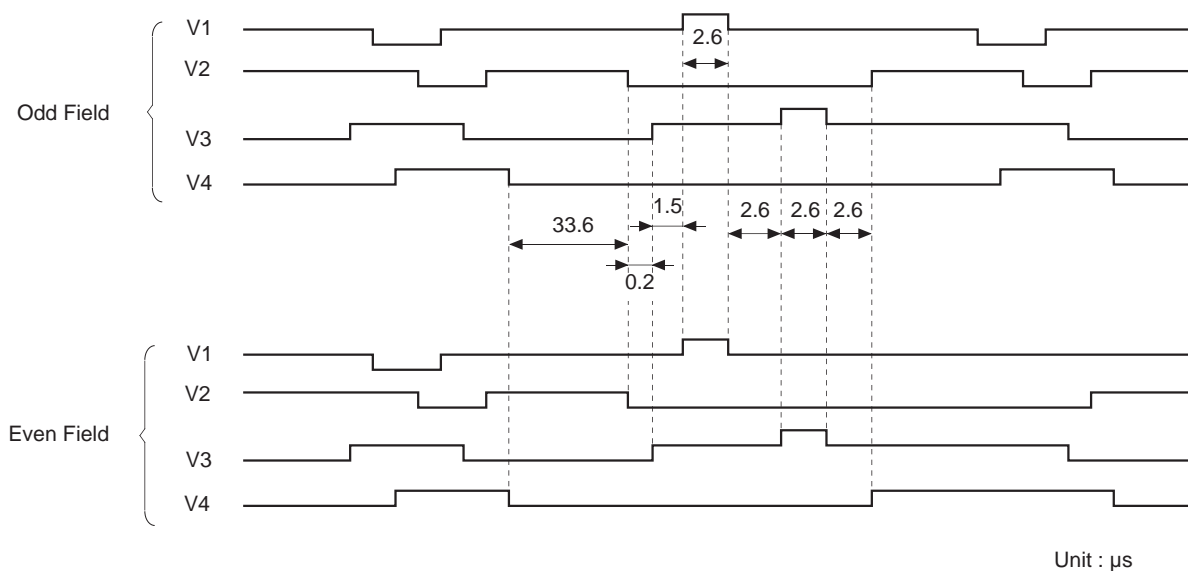 V1
2.6
V2
Odd Field
V3
V4
1.5
2.6 2.6 2.6
33.6
0.2
V1
V2
Even Field
V3
V4
Unit : μs